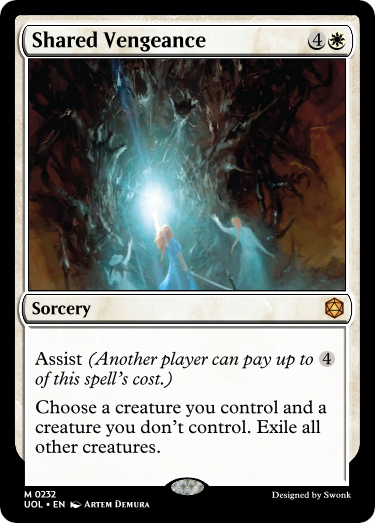 Shared Vengeance 4
Sorcery
Assist (Another player can pay up to 4
of this spell's cost.)
Choose a creature you control and a
creature you don't control. Exile all
other creatures.
M 0232
UOL • EN ARTEM DEMURA
Designed by Swonk